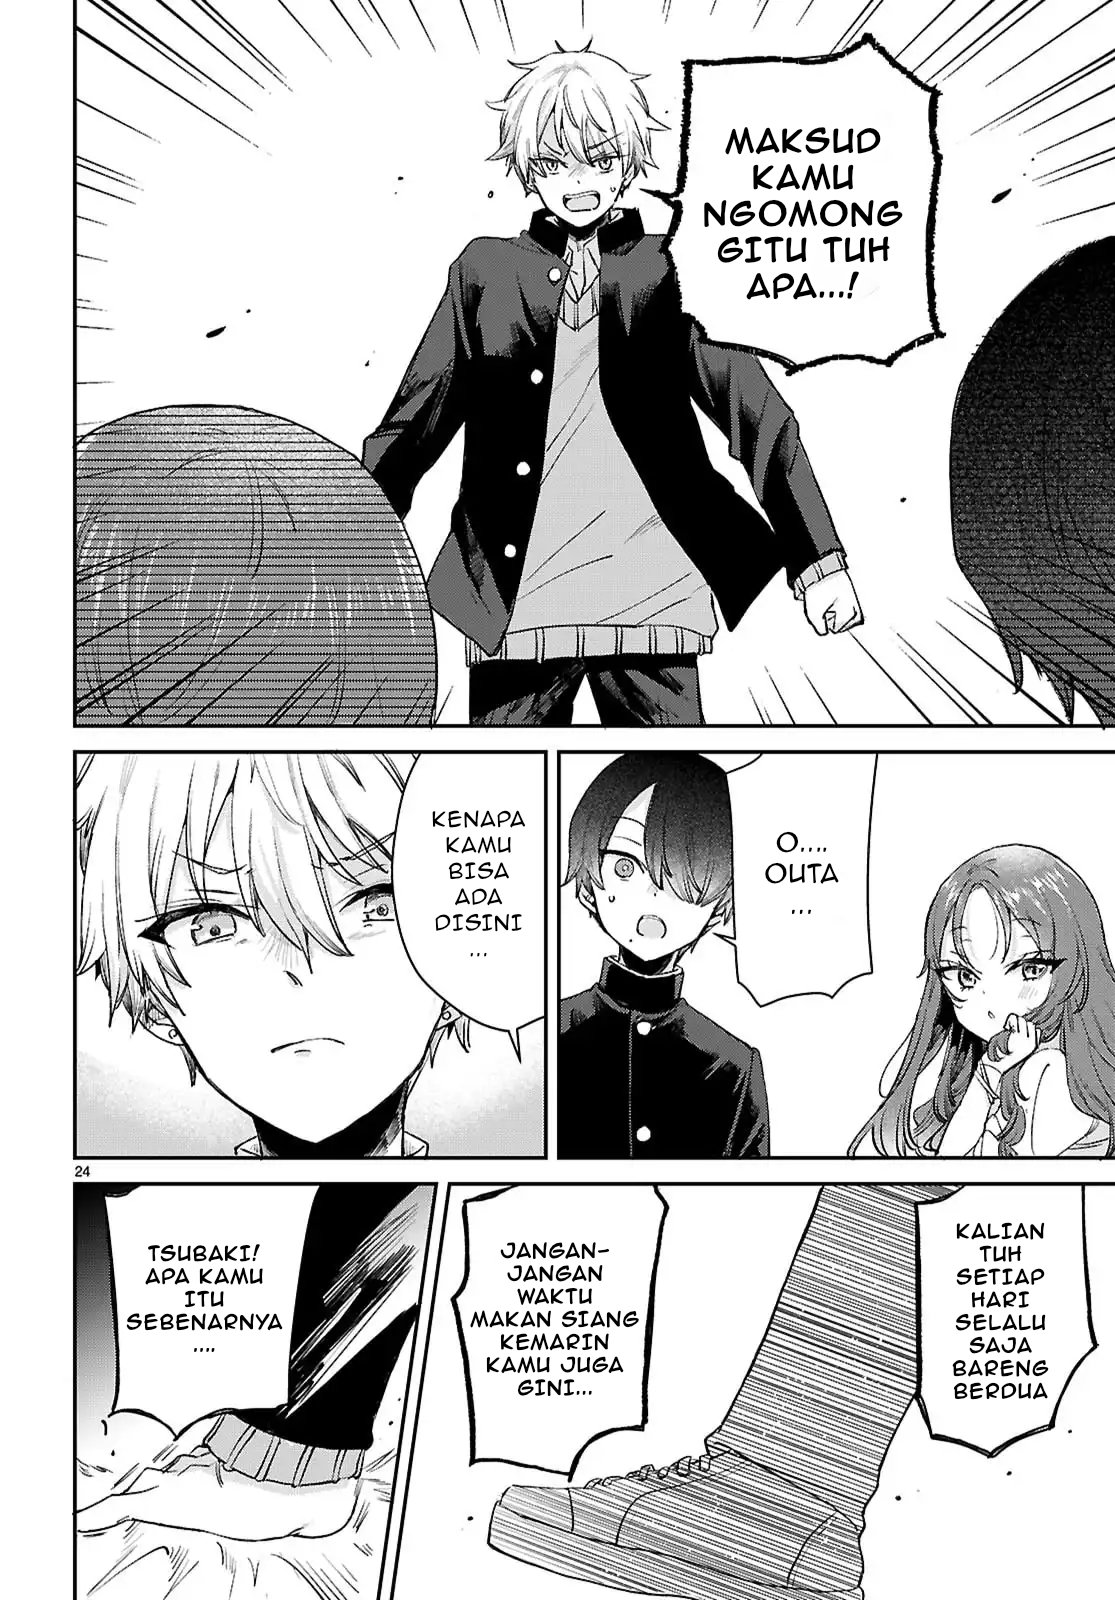 MAKSUD
KAMU
NGOMONG
GITU TUH
APA...!
O....
OUTA
...
KENAPA
KAMU
BISA
ADA
DISINI
...
24
KALIAN
TUH
SETIAP
HARI
SELALU
SAJA
BARENG
BERDUA
JANGAN-
JANGAN
WAKTU
MAKAN SIANG
KEMARIN
KAMU JUGA
GINI...
TSUBAKI!
APA KAMU
ITU
SEBENARNYA
....